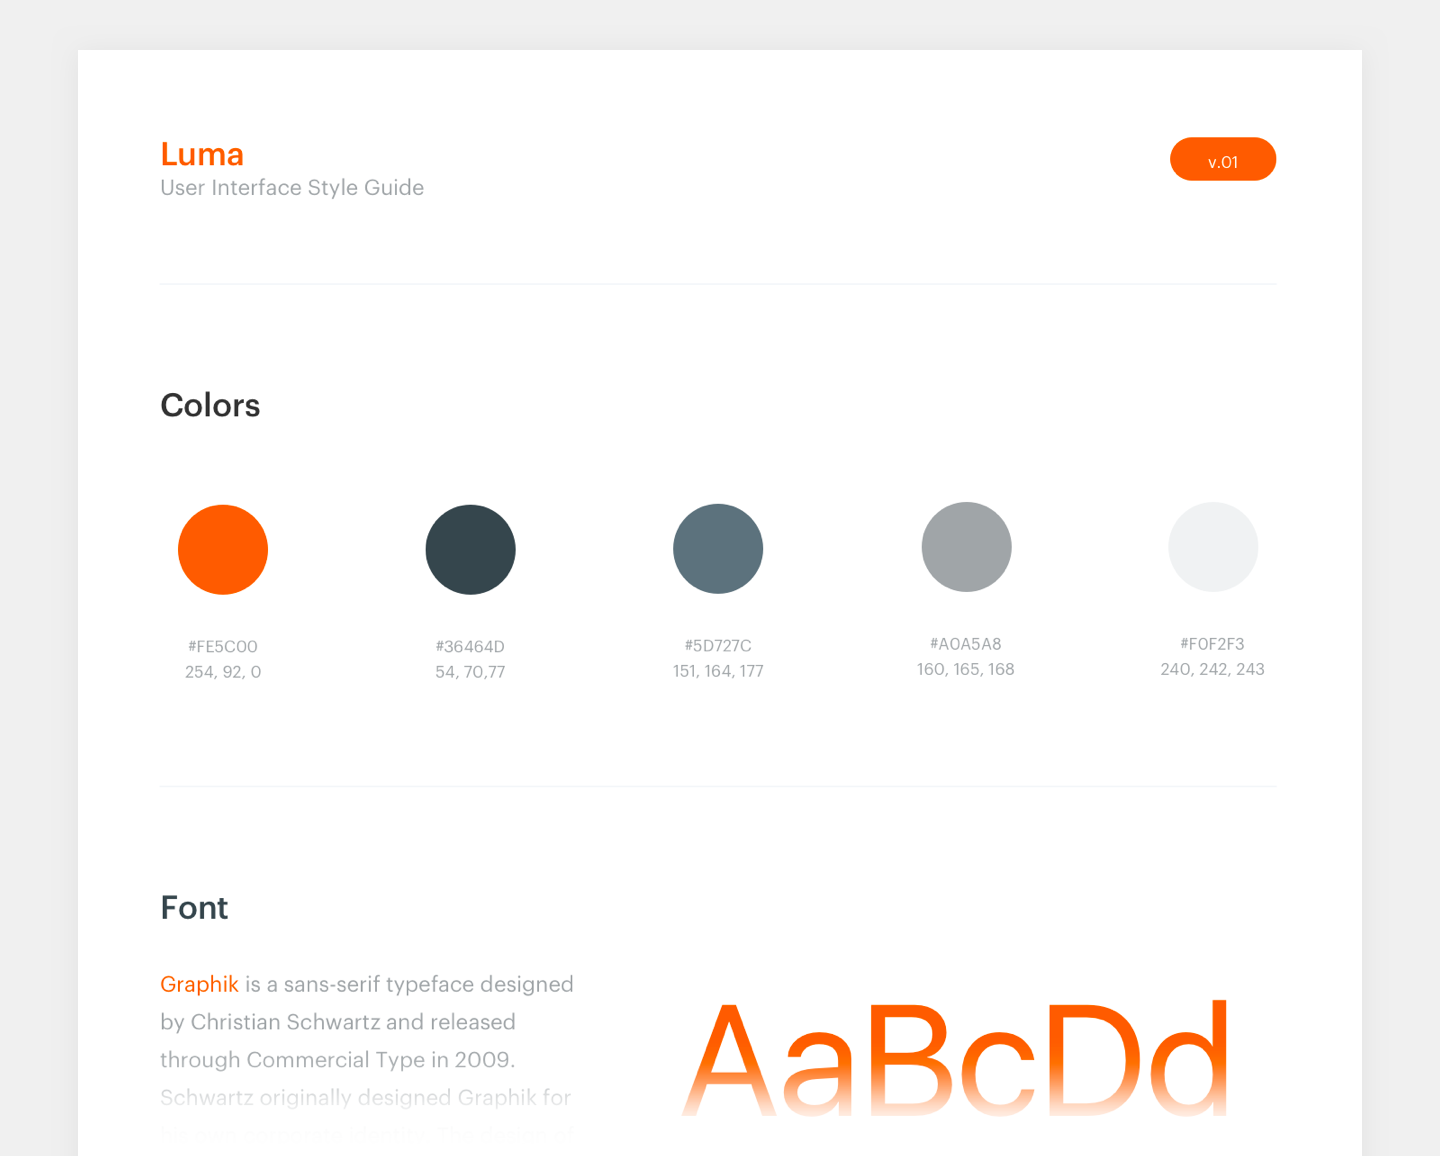 Luma
User Interface Style Guide
v.01
Colors
#FE5C00
254, 92, 0
#36464D
54, 70,77
#5D727C
151, 164, 177
#A0A5A8
160, 165, 168
#F0F2F3
240, 242, 243
Font
Graphik is a sans-serif typeface designed
by Christian Schwartz and released
through Commercial Type in 2009.
Schwartz originally designed Graphik for
AaBcDd